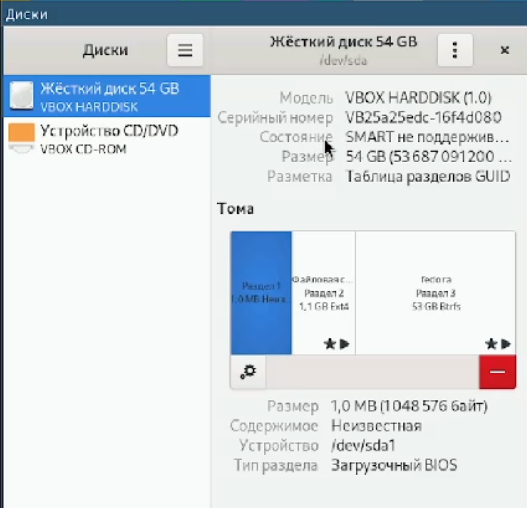 Диски
Диски
Жёсткий диск 54 GB
/dev/sda
Жёсткий диск 54 GB
VBOX HARDDISK
Устройство CD/DVD
VBOX CD-ROM
Модель VBOX HARDDISK (1.0)
Серийный номер VB25a25edc-16f4d080
Состояние SMART не поддержив...
Размер 54 GB (53 687 091 200 ...
Разметка Таблица разделов GUID
Тома
Раздел 1
1,0 MB Неиз...
Файловая с...
Раздел 2
1,1 GB Ext4
fedora
Раздел 3
53 GB Btrfs
Размер 1,0 MB (1 048 576 байт)
Содержимое Неизвестная
Устройство /dev/sda1
Тип раздела Загрузочный BIOS